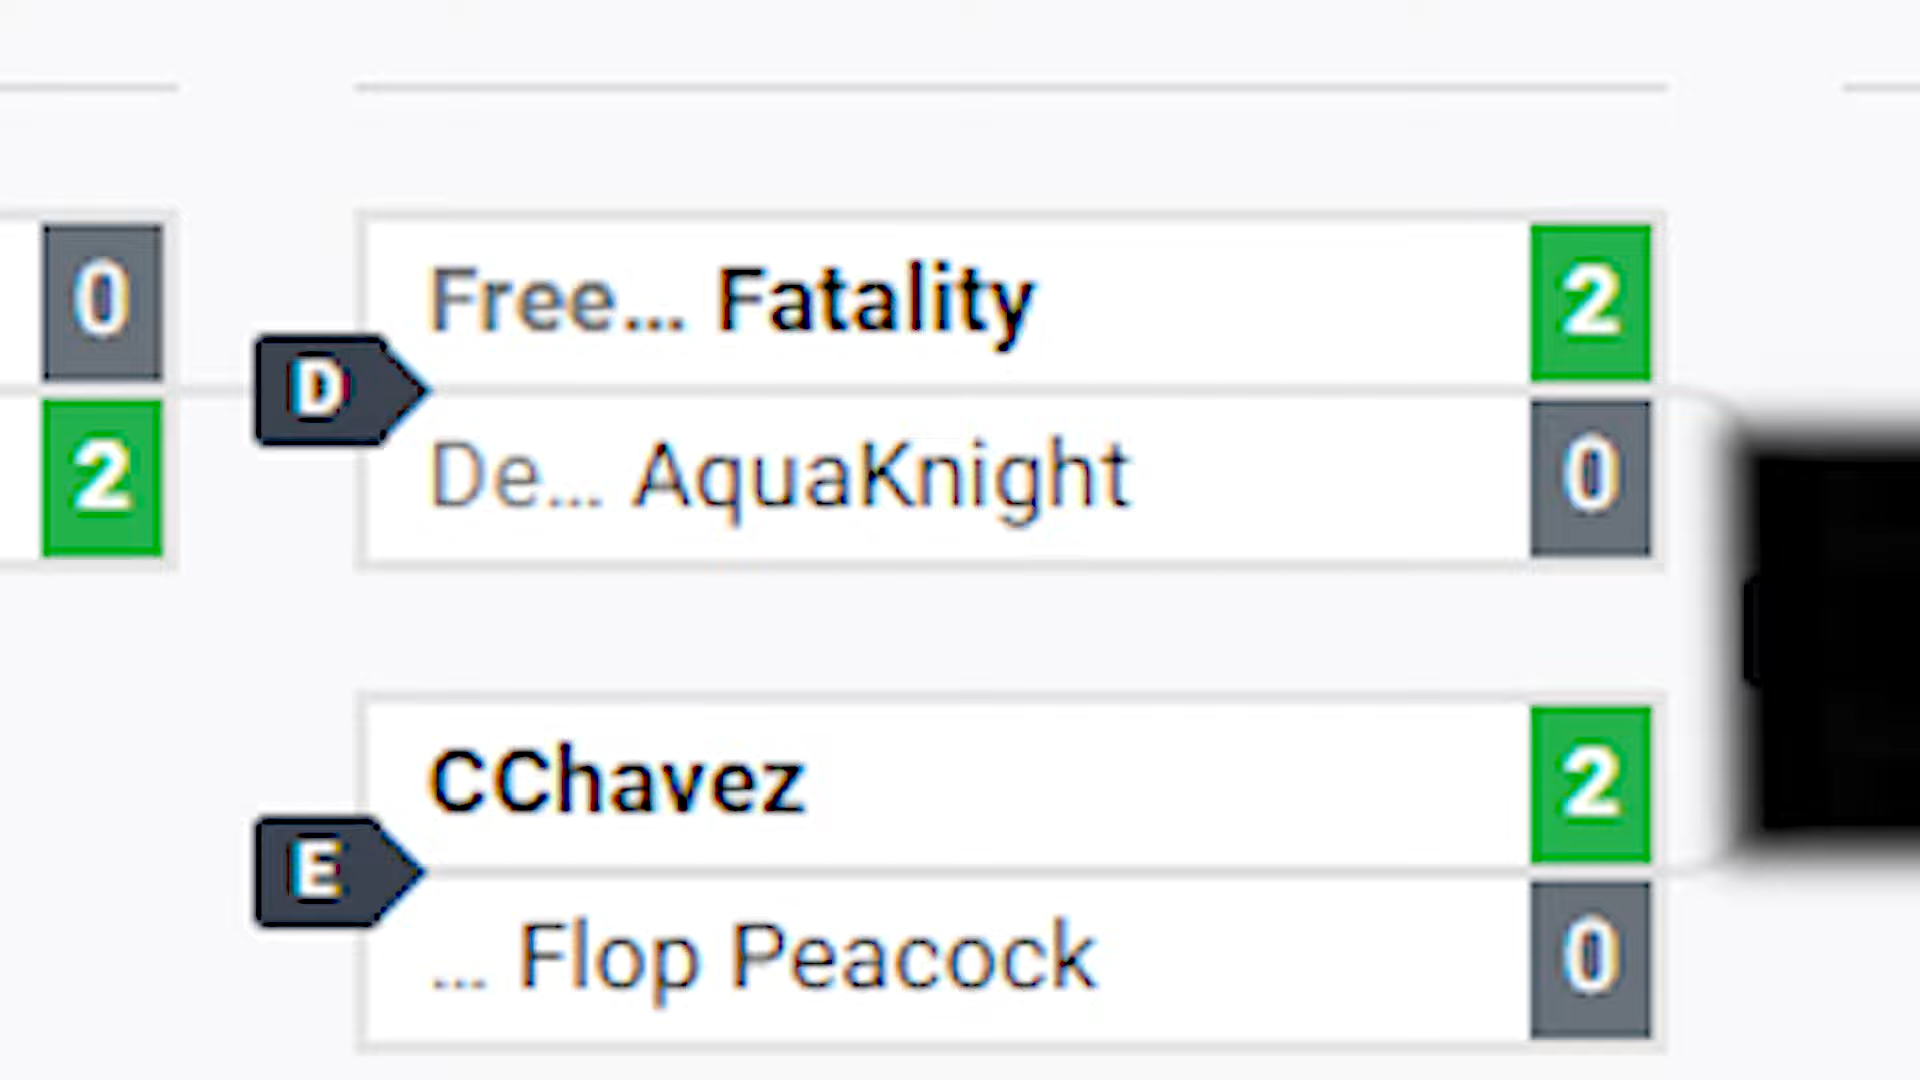 0
2
D
Free... Fatality 2
De... AquaKnight 0
E
CChavez 2
... Flop Peacock 0